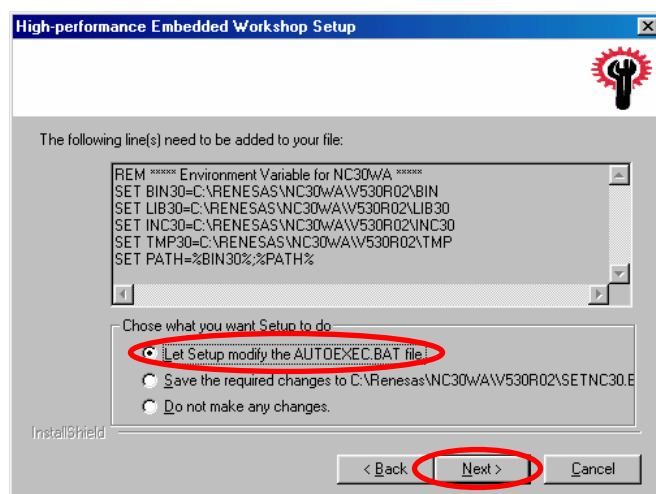 High-performance Embedded Workshop Setup
The following line(s) need to be added to your file:
REM ***** Environment Variable for NC30WA *****
SET BIN30=C:\RENESAS\NC30WA\V530R02\BIN
SET LIB30=C:\RENESAS\NC30WA\V530R02\LIB30
SET INC30=C:\RENESAS\NC30WA\V530R02\INC30
SET TMP30=C:\RENESAS\NC30WA\V530R02\TMP
SET PATH=%BIN30%;%PATH%
Chose what you want Setup to do
Let Setup modify the AUTOEXEC.BAT file.
Save the required changes to C:\Renesas\NC30WA\V530R02\SETNC30.B
Do not make any changes.
InstallShield
< Back
Next >
Cancel